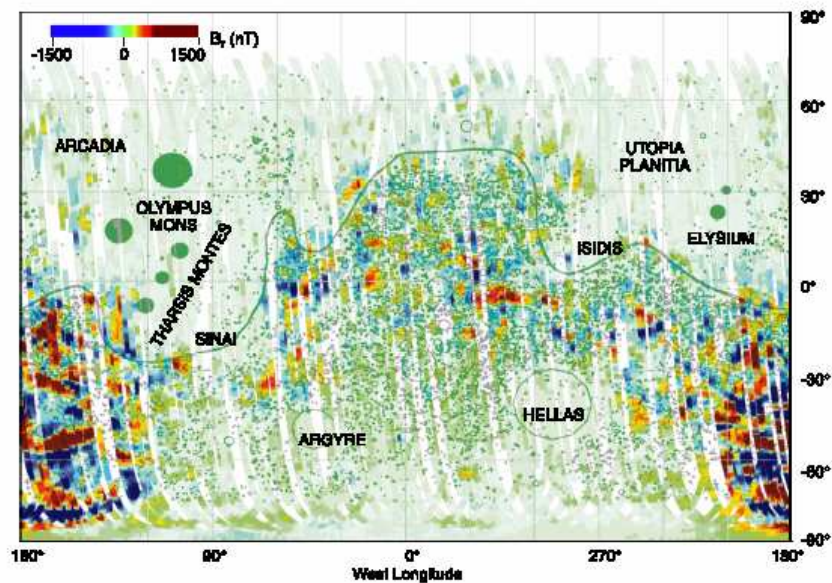 90°
Bᵣ (nT)
-1500 0 1500
60°
ARCADIA
UTOPIA
PLANITIA
30°
OLYMPUS
MONS
THARSIS MONTES
ISIDIS
ELYSIUM
0°
SINAI
-30°
ARGYRE
HELLAS
-60°
-90°
180° 90° 0° 270° 180°
West Longitude